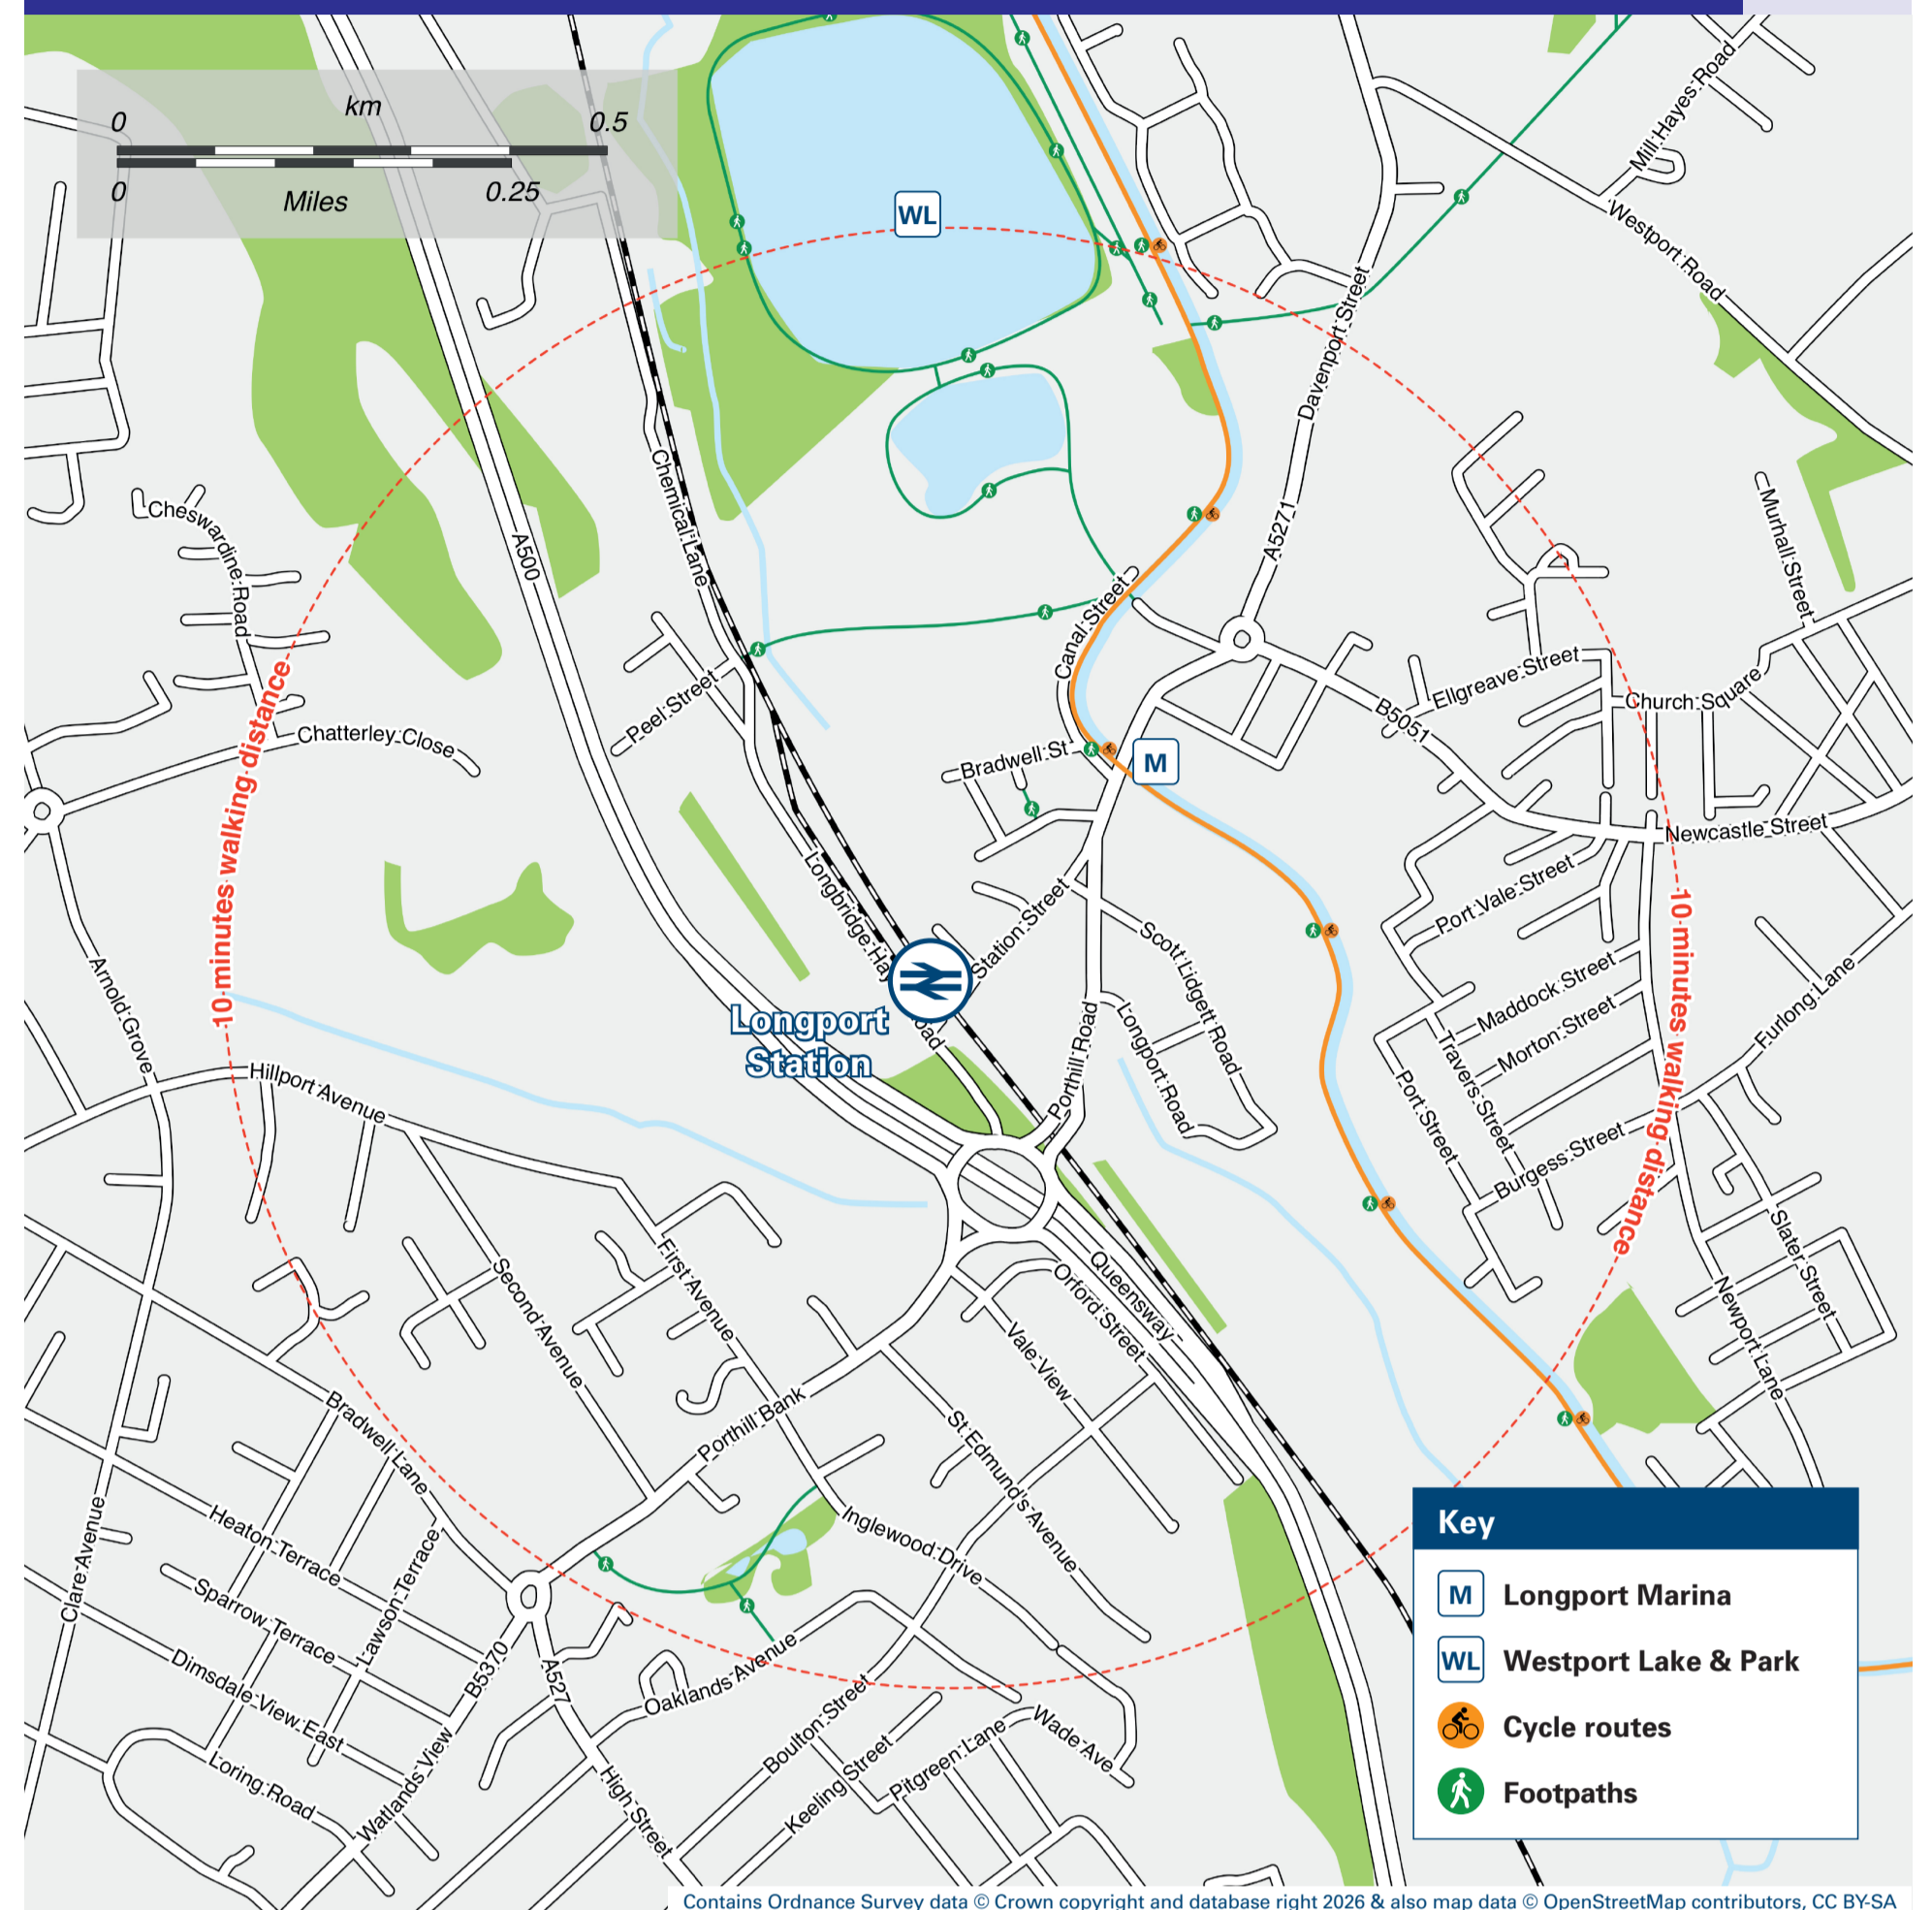 km
0 0.5
0 0.25
Miles
WL
Mill Hayes Road
Westport Road
Davenport Street
A5271
Chemical Lane
A500
Cheswardine Road
Murhall Street
Canal Street
Peel Street
Chatterley Close
10 minutes walking distance
Bradwell St
M
B5051
Ellgreave Street
Church Square
Newcastle Street
Port Vale Street
Longbridge Ha
oad
Station Street
Scott Lidgett Road
Longport
Station
Longport Road
Porthill Road
Maddock Street
Morton Street
Travers Street
Port Street
Burgess Street
Furlong Lane
10 minutes walking distance
Arnold Grove
Hillport Avenue
Slater Street
Newport Lane
First Avenue
Second Avenue
Queensway
Orford Street
Vale View
Porthill Bank
St Edmund's Avenue
Inglewood Drive
Bradwell Lane
Heaton Terrace
Sparrow Terrace
Lawson Terrace
Clare Avenue
Dimsdale View East
Loring Road
Watlands View
B5370
A527
High Street
Oaklands Avenue
Boulton Street
Keeling Street
Pitgreen Lane
Wade Ave
Key
M Longport Marina
WL Westport Lake & Park
Cycle routes
Footpaths
Contains Ordnance Survey data © Crown copyright and database right 2026 & also map data © OpenStreetMap contributors, CC BY-SA